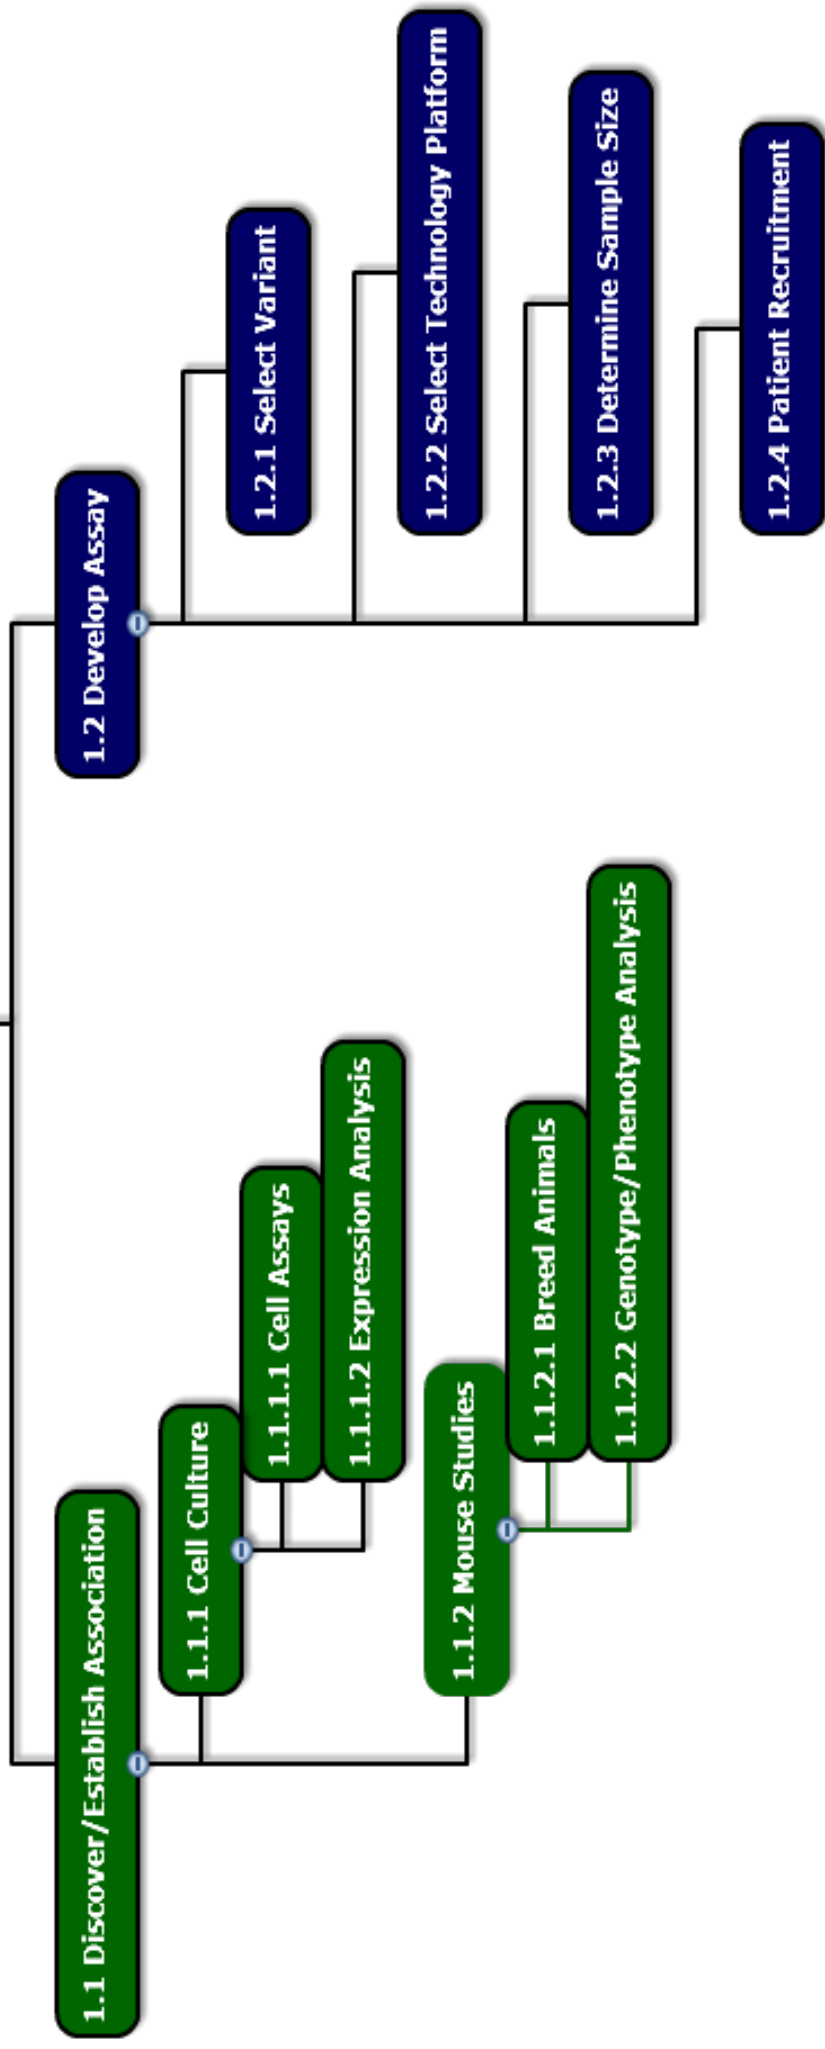 1.1 Discover/Establish Association
1.1.1 Cell Culture
1.1.1.1 Cell Assays
1.1.1.2 Expression Analysis
1.1.2 Mouse Studies
1.1.2.1 Breed Animals
1.1.2.2 Genotype/Phenotype Analysis
1.2 Develop Assay
1.2.1 Select Variant
1.2.2 Select Technology Platform
1.2.3 Determine Sample Size
1.2.4 Patient Recruitment